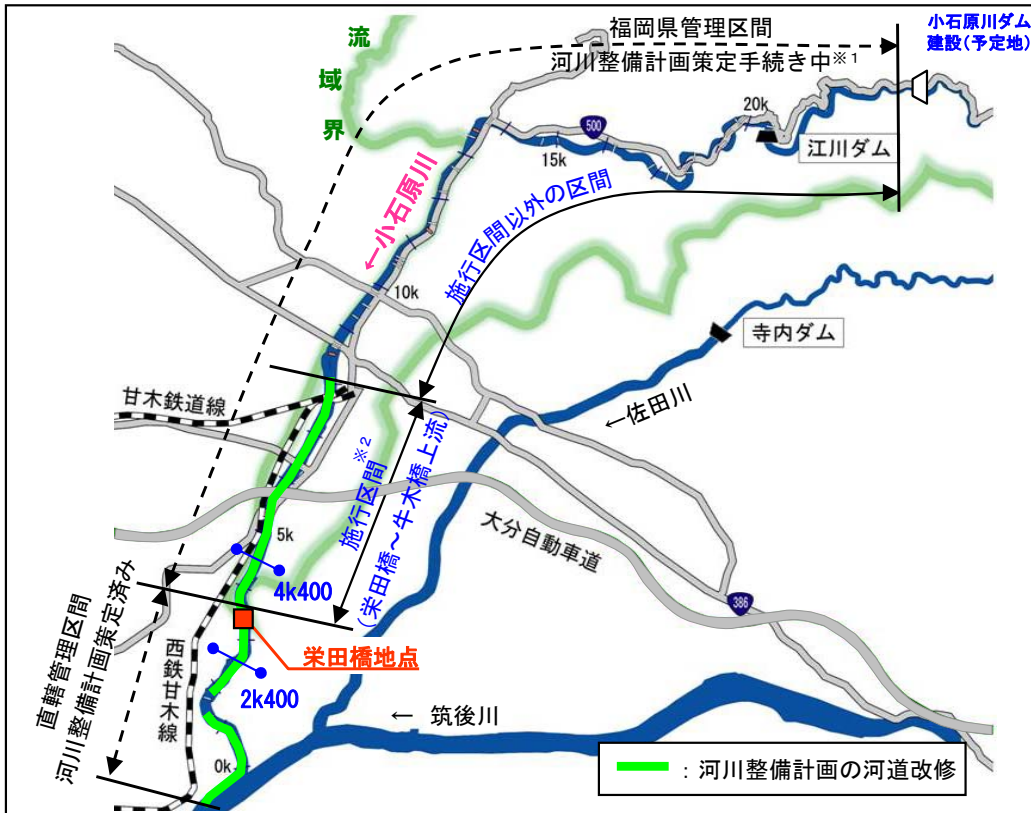 福岡県管理区間
河川整備計画策定手続き中※1
小石原川ダム
建設(予定地)
流域界
500
20k
15k
江川ダム
←小石原川
施行区間以外の区間
10k
寺内ダム
甘木鉄道線
←佐田川
施行区間※2
(栄田橋~牛木橋上流)
5k
大分自動車道
4k400
386
直轄管理区間
河川整備計画策定済み
西鉄甘木線
栄田橋地点
2k400
← 筑後川
0k
:河川整備計画の河道改修